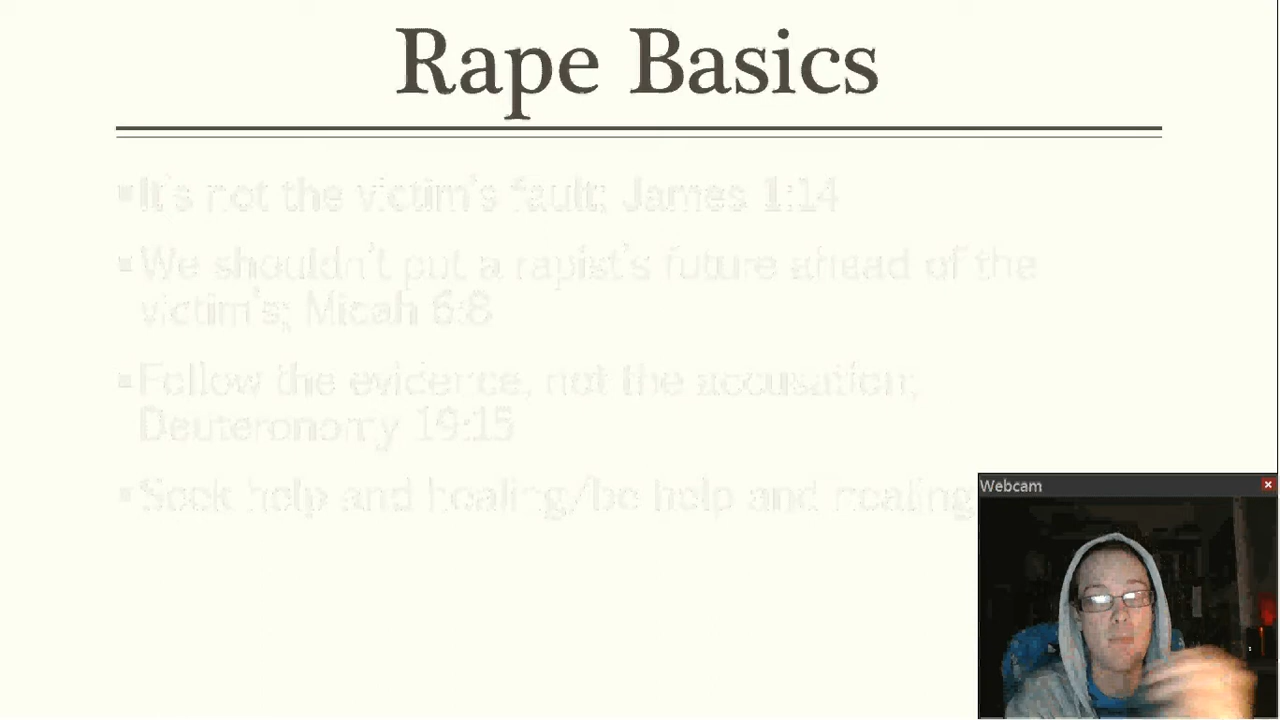 Rape Basics
It's not the victim's fault; James 1:14
We shouldn't put a rapist's future ahead of the
victim's; Micah 6:8
Follow the evidence, not the accusation;
Deuteronomy 19:15
Seek help and healing/be help and healing
Webcam